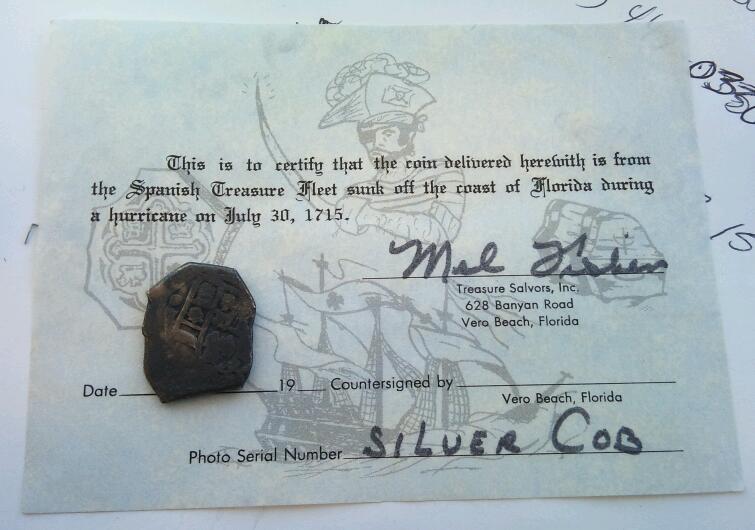 This is to certify that the coin delivered herewith is from
the Spanish Treasure Fleet sunk off the coast of Florida during
a hurricane on July 30, 1715.
Mel Fisher
Treasure Salvors, Inc.
628 Banyan Road
Vero Beach, Florida
Date 19 Countersigned by
Vero Beach, Florida
Photo Serial Number SILVER COB